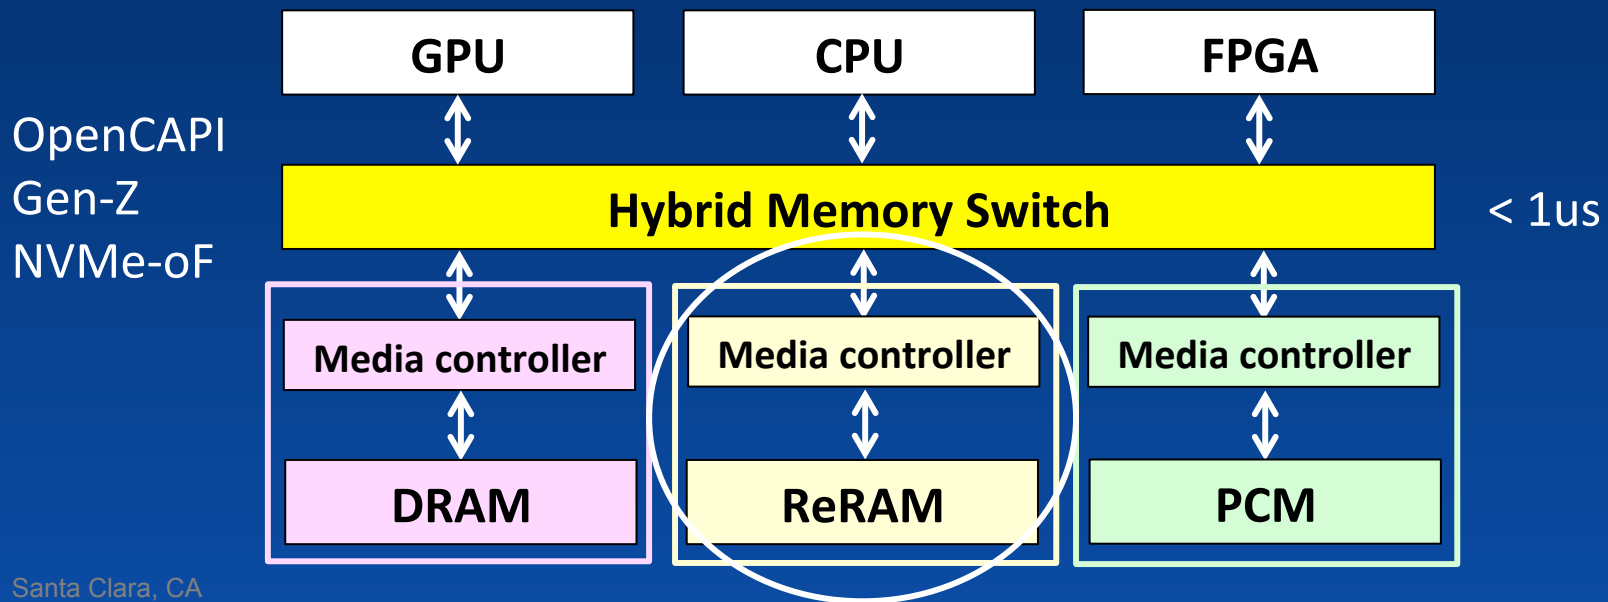 GPU
CPU
FPGA
OpenCAPI
Gen-Z
NVMe-oF
Hybrid Memory Switch
< 1us
Media controller
Media controller
Media controller
DRAM
ReRAM
PCM
Santa Clara, CA